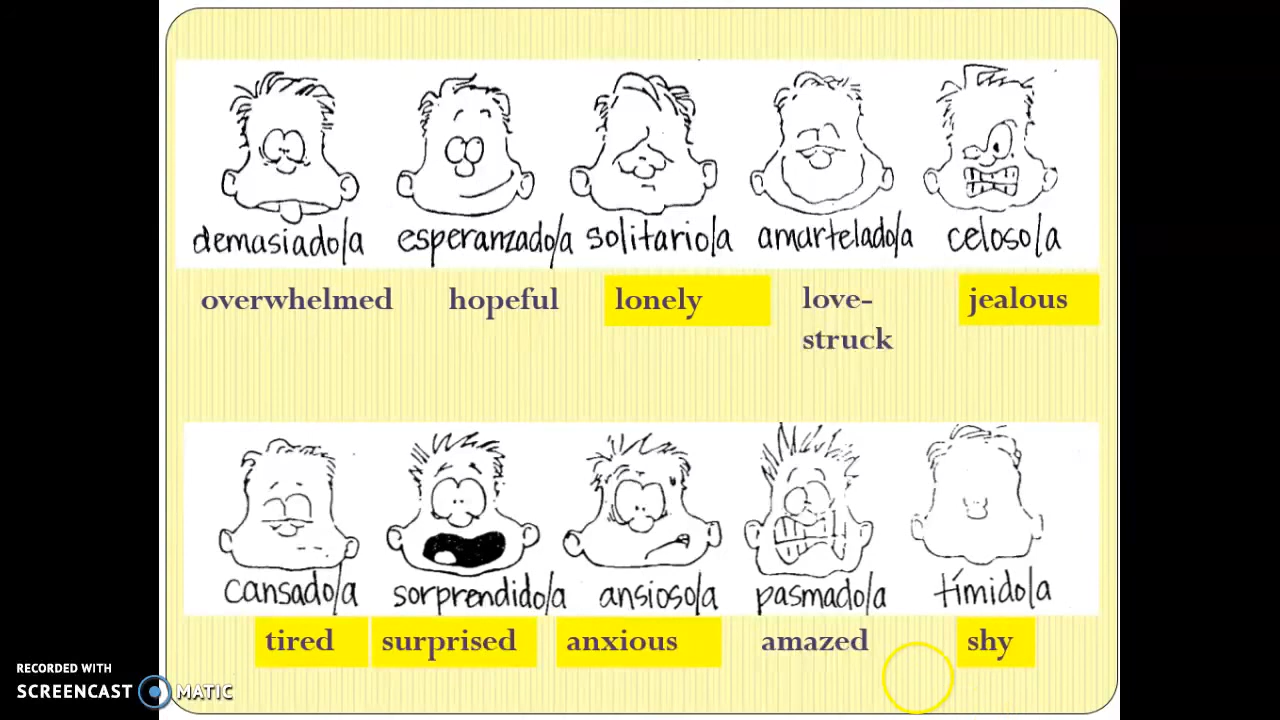 demasiado/a esperanzado/a solitario/a amartelado/a celoso/a
overwhelmed hopeful lonely love- jealous
struck
cansado/a sorprendido/a ansioso/a pasmado/a tímido/a
tired surprised anxious amazed shy
RECORDED WITH
SCREENCAST MATIC